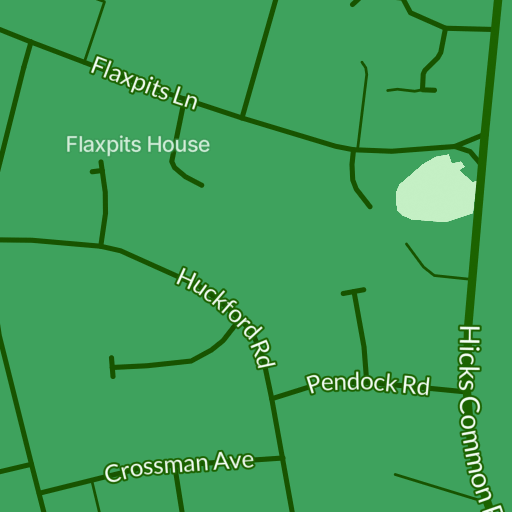 Flaxpits Ln
Flaxpits House
Huckford Rd
Pendock Rd
Hicks Common
Crossman Ave